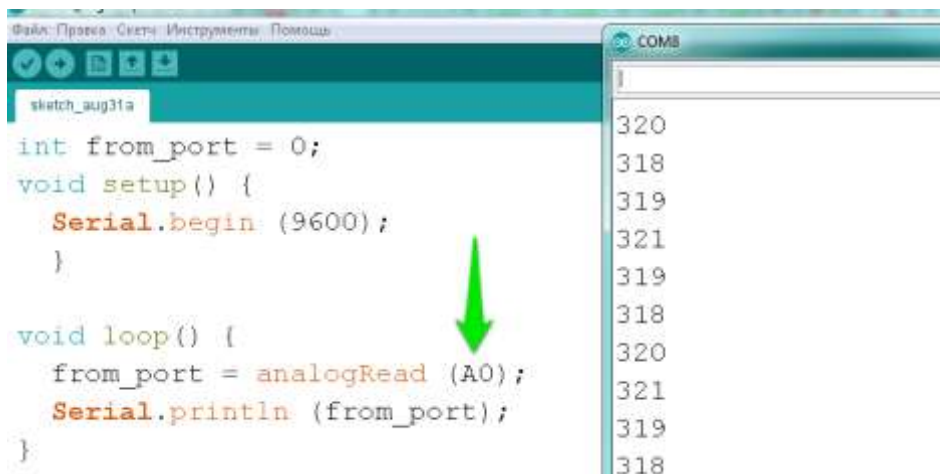 Файл Правка Скетч Инструменты Помощь
sketch_aug31a
int from_port = 0;
void setup() {
Serial.begin (9600);
}
void loop() {
from_port = analogRead (A0);
Serial.println (from_port);
}
COM8
320
318
319
321
319
318
320
321
319
318